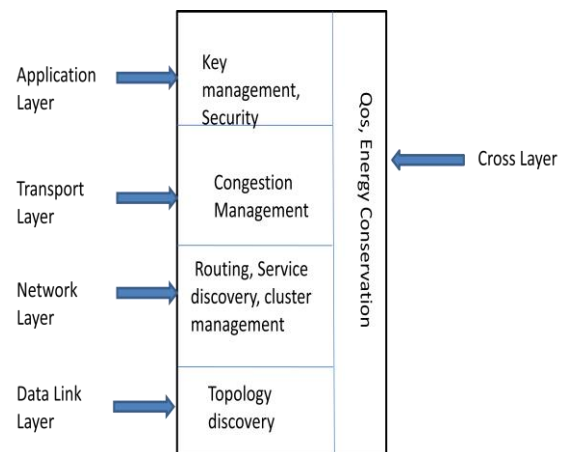 Application
Layer
Key
management,
Security
Transport
Layer
Congestion
Management
Network
Layer
Routing, Service
discovery, cluster
management
Data Link
Layer
Topology
discovery
Qos, Energy Conservation
Cross Layer